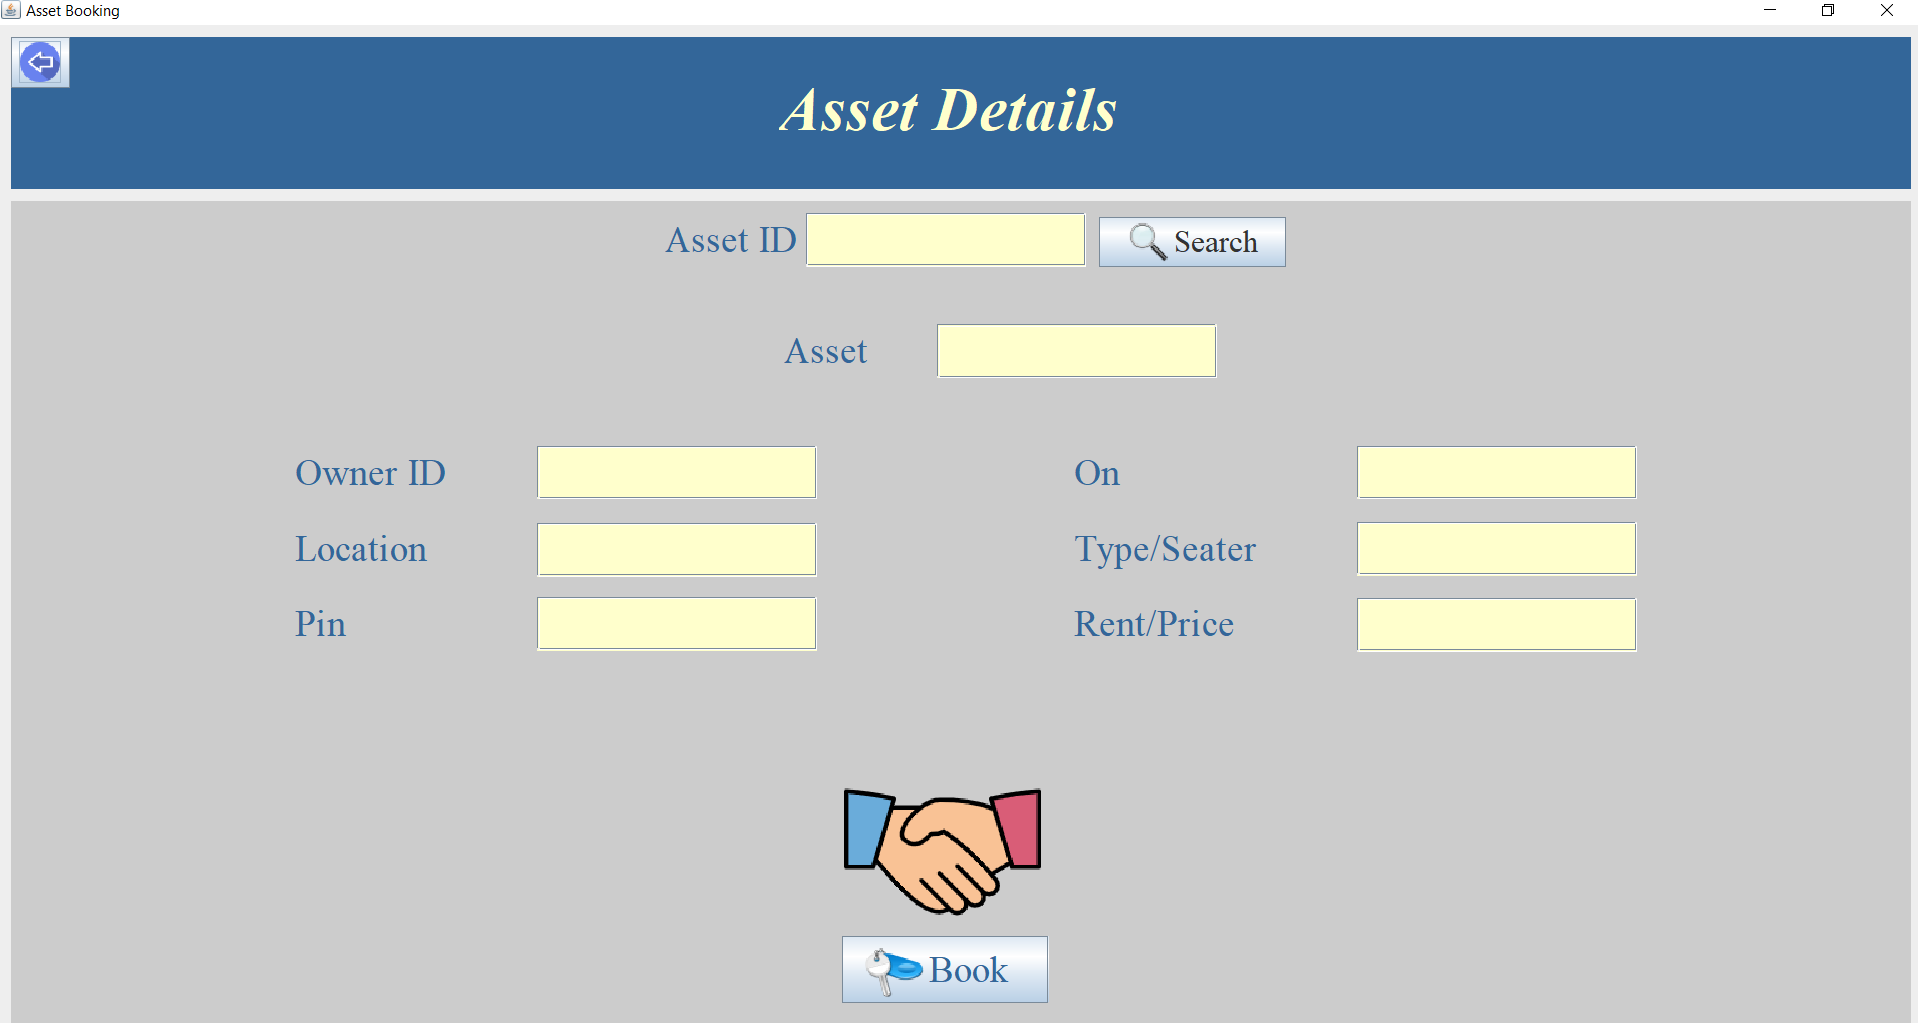 Asset Booking
Asset Details
Asset ID
Search
Asset
Owner ID
On
Location
Type/Seater
Pin
Rent/Price
Book